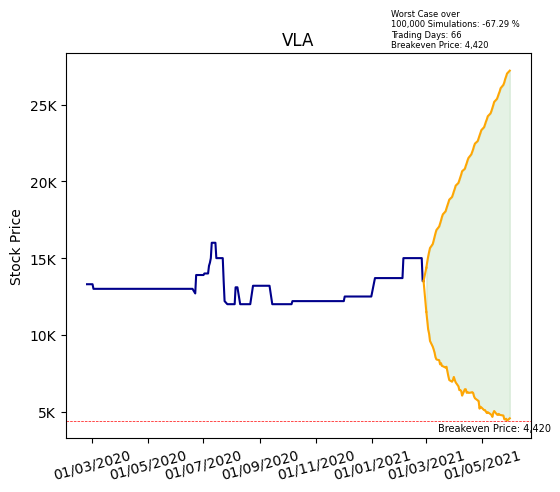 Worst Case over
100,000 Simulations: -67.29 %
Trading Days: 66
Breakeven Price: 4,420
VLA
Stock Price
25K
20K
15K
10K
5K
Breakeven Price: 4,420
01/03/2020
01/05/2020
01/07/2020
01/09/2020
01/11/2020
01/01/2021
01/03/2021
01/05/2021